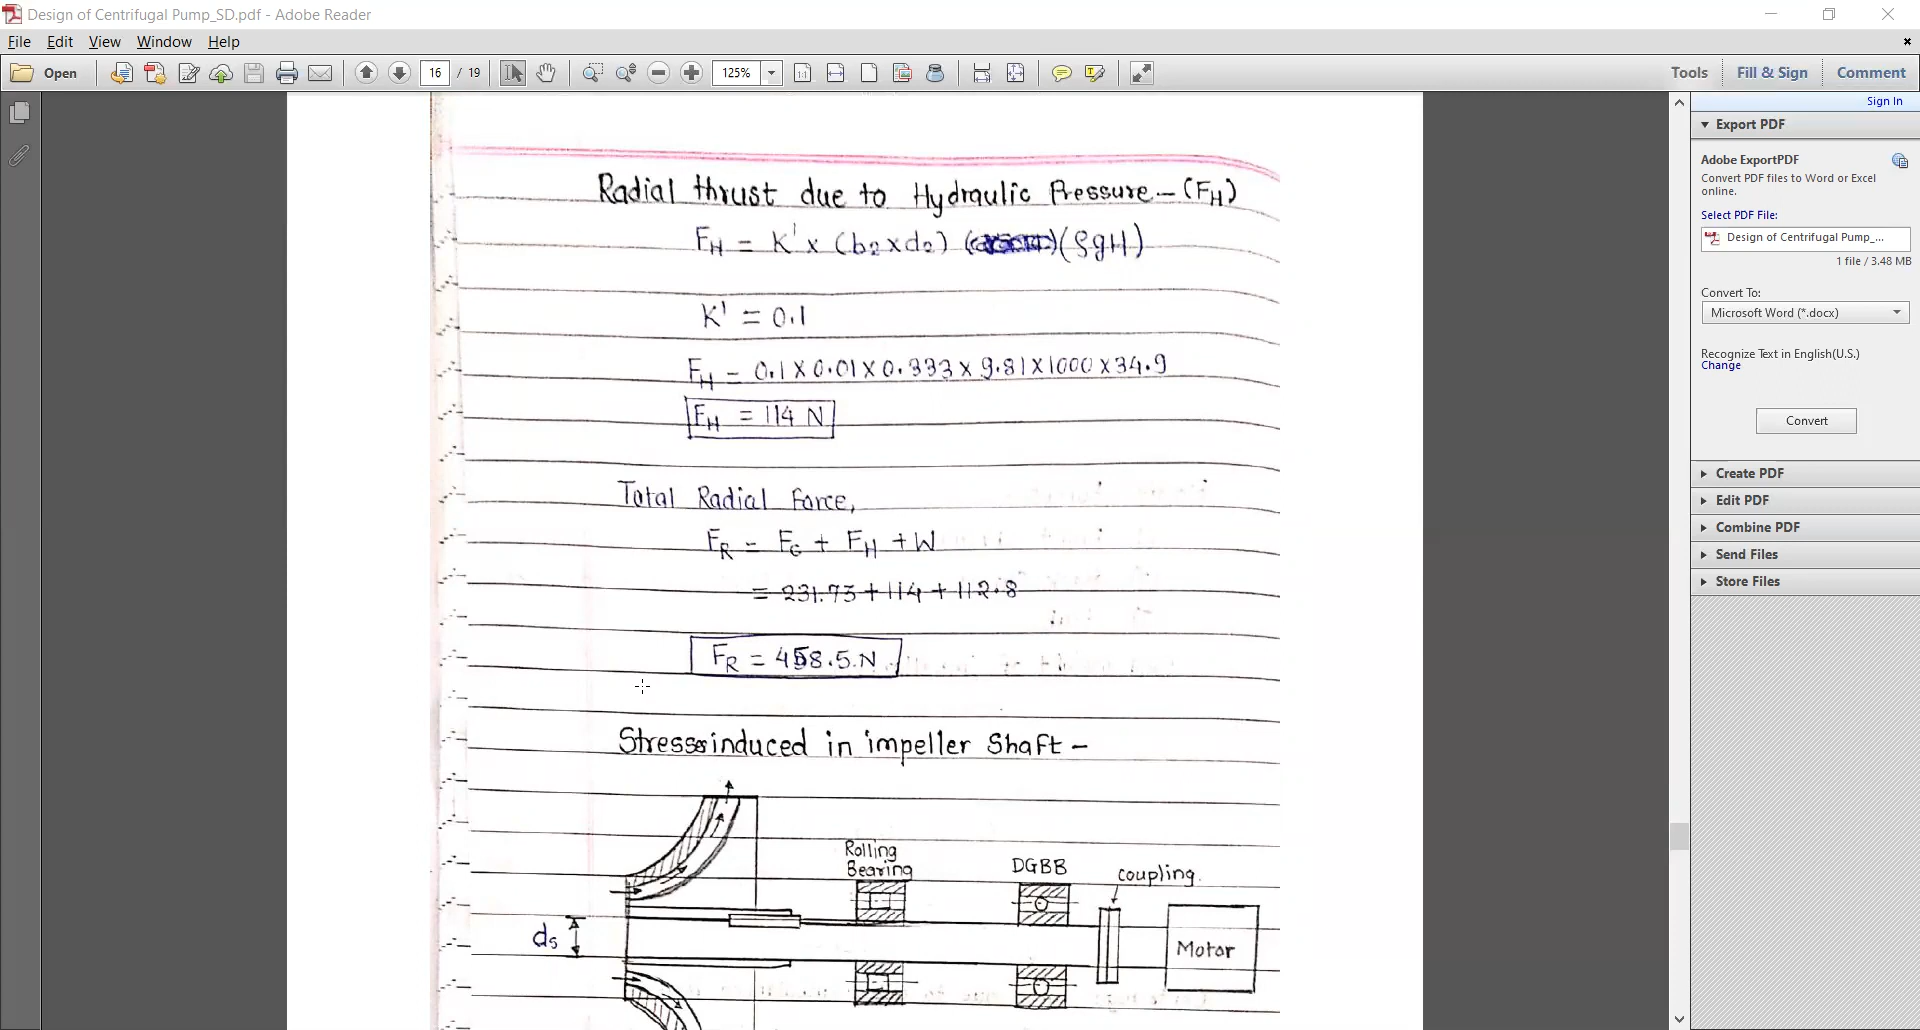 Design of Centrifugal Pump_SD.pdf - Adobe Reader
File Edit View Window Help
Open 16 / 19 125% Tools Fill & Sign Comment
Sign In
Export PDF
Adobe ExportPDF
Convert PDF files to Word or Excel
online.
Select PDF File:
Design of Centrifugal Pump_...
1 file / 3.48 MB
Convert To:
Microsoft Word (*.docx)
Recognize Text in English(U.S.)
Change
Convert
Create PDF
Edit PDF
Combine PDF
Send Files
Store Files
Radial thrust due to Hydraulic Pressure – (FH)
FH = K' × (b2×d2) (ρgH)
K' = 0.1
FH = 0.1 × 0.01 × 0.333 × 9.81 × 1000 × 34.9
FH = 114 N
Total Radial Force,
FR = FG + FH + W
= 231.73 + 114 + 112.8
FR = 458.5 N
Stress induced in impeller Shaft –
Rolling
Bearing
DGBB
coupling
ds
Motor